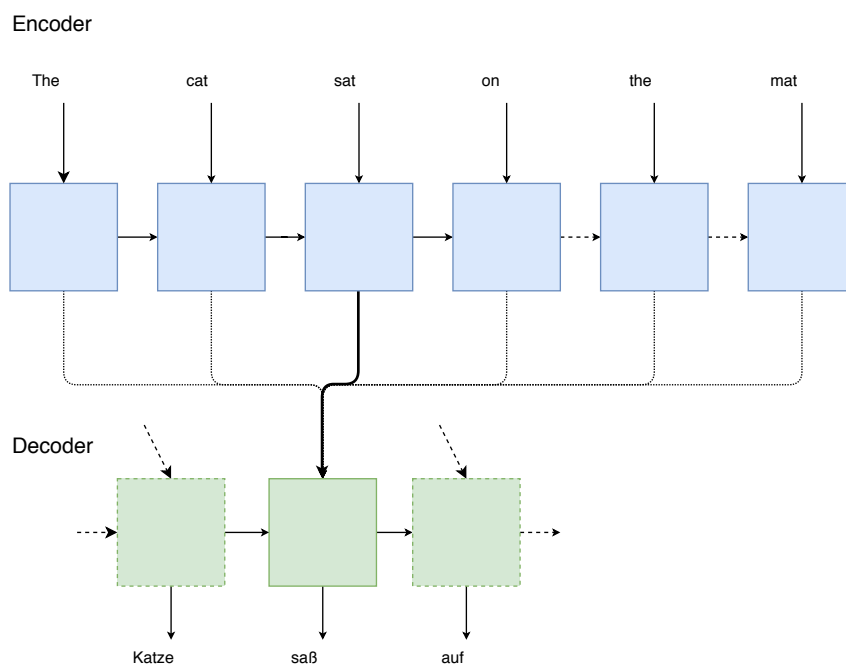 Encoder
The cat sat on the mat
Decoder
Katze saß auf